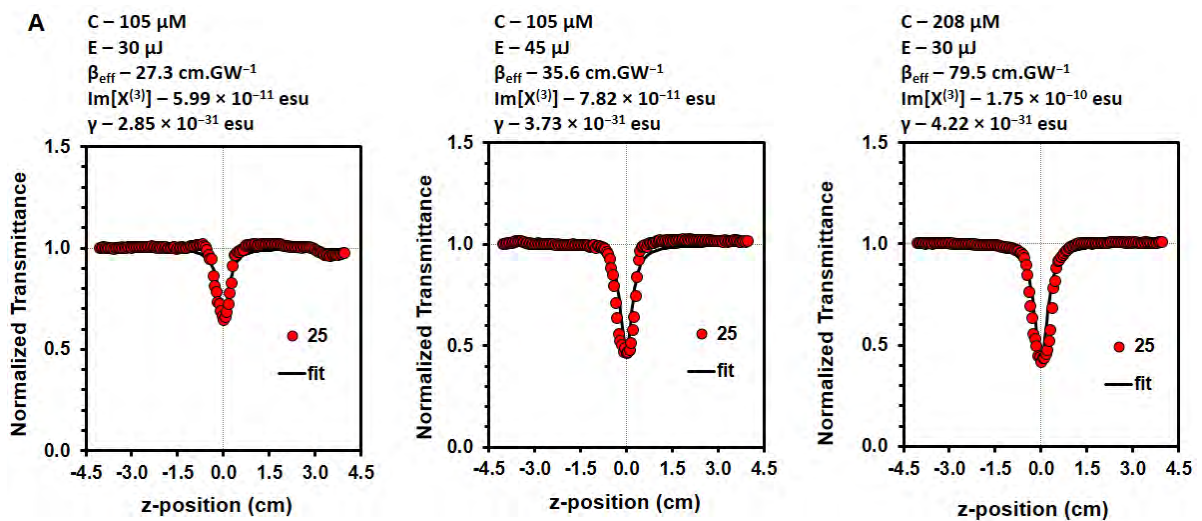 A
C – 105 µM
E – 30 µJ
βeff – 27.3 cm.GW⁻¹
Im[X⁽³⁾] – 5.99 × 10⁻¹¹ esu
γ – 2.85 × 10⁻³¹ esu
1.5
1.0
0.5
0.0
Normalized Transmittance
25
fit
-4.5 -3.0 -1.5 0.0 1.5 3.0 4.5
z-position (cm)
C – 105 µM
E – 45 µJ
βeff – 35.6 cm.GW⁻¹
Im[X⁽³⁾] – 7.82 × 10⁻¹¹ esu
γ – 3.73 × 10⁻³¹ esu
1.5
1.0
0.5
0.0
Normalized Transmittance
25
fit
-4.5 -3.0 -1.5 0.0 1.5 3.0 4.5
z-position (cm)
C – 208 µM
E – 30 µJ
βeff – 79.5 cm.GW⁻¹
Im[X⁽³⁾] – 1.75 × 10⁻¹⁰ esu
γ – 4.22 × 10⁻³¹ esu
1.5
1.0
0.5
0.0
Normalized Transmittance
25
fit
-4.5 -3.0 -1.5 0.0 1.5 3.0 4.5
z-position (cm)